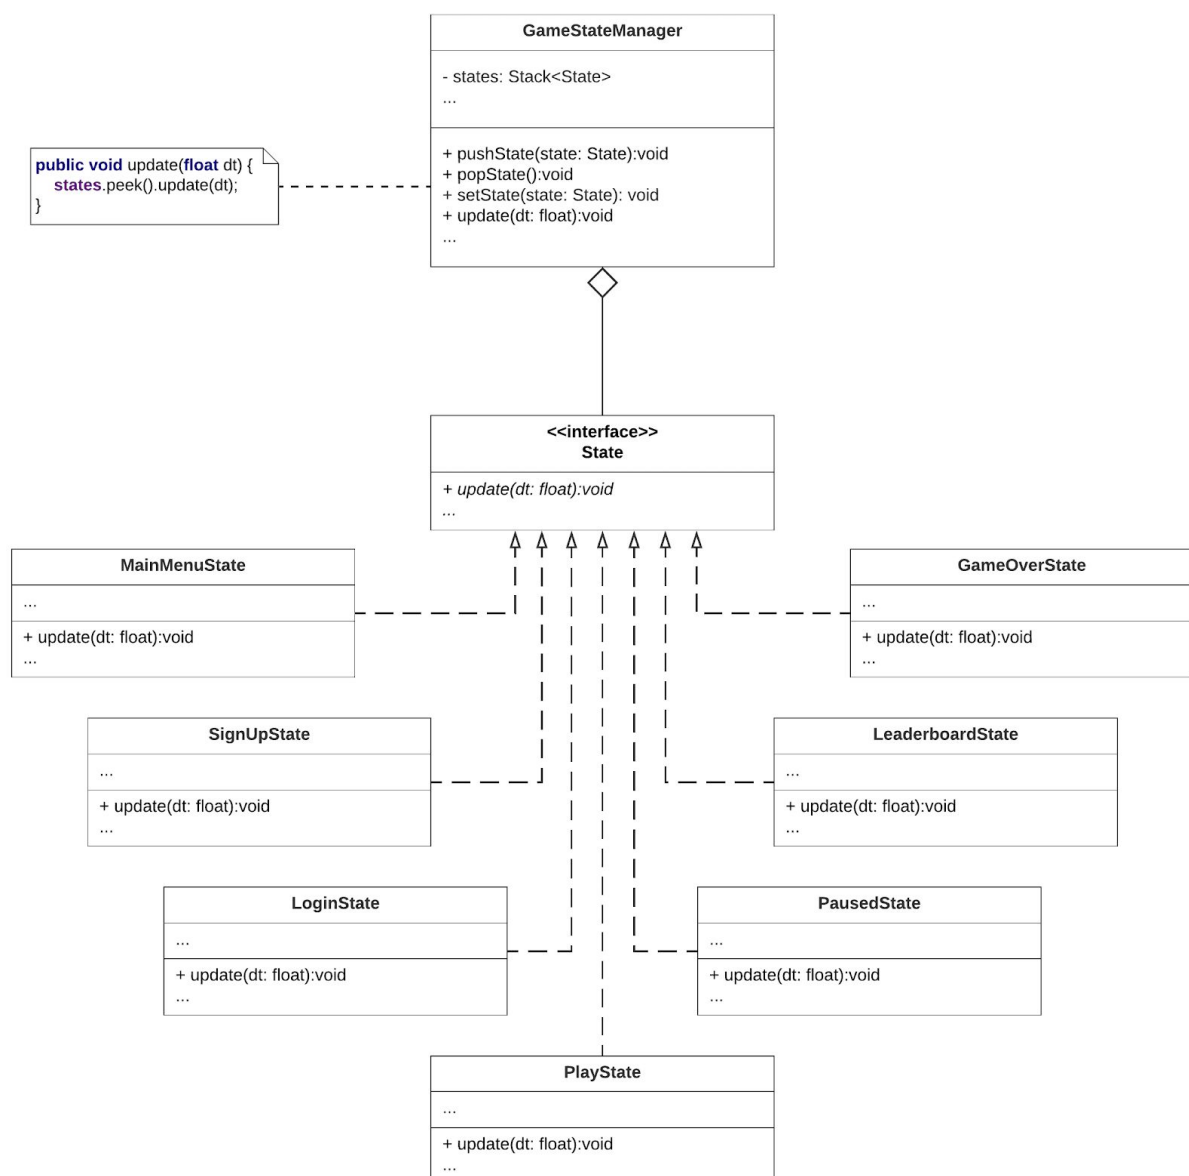 GameStateManager
- states: Stack<State>
...
public void update(float dt) {
states.peek().update(dt);
}
+ pushState(state: State):void
+ popState():void
+ setState(state: State): void
+ update(dt: float):void
...
<<interface>>
State
+ update(dt: float):void
...
MainMenuState
...
+ update(dt: float):void
...
GameOverState
...
+ update(dt: float):void
...
SignUpState
...
+ update(dt: float):void
...
LeaderboardState
...
+ update(dt: float):void
...
LoginState
...
+ update(dt: float):void
...
PausedState
...
+ update(dt: float):void
...
PlayState
...
+ update(dt: float):void
...